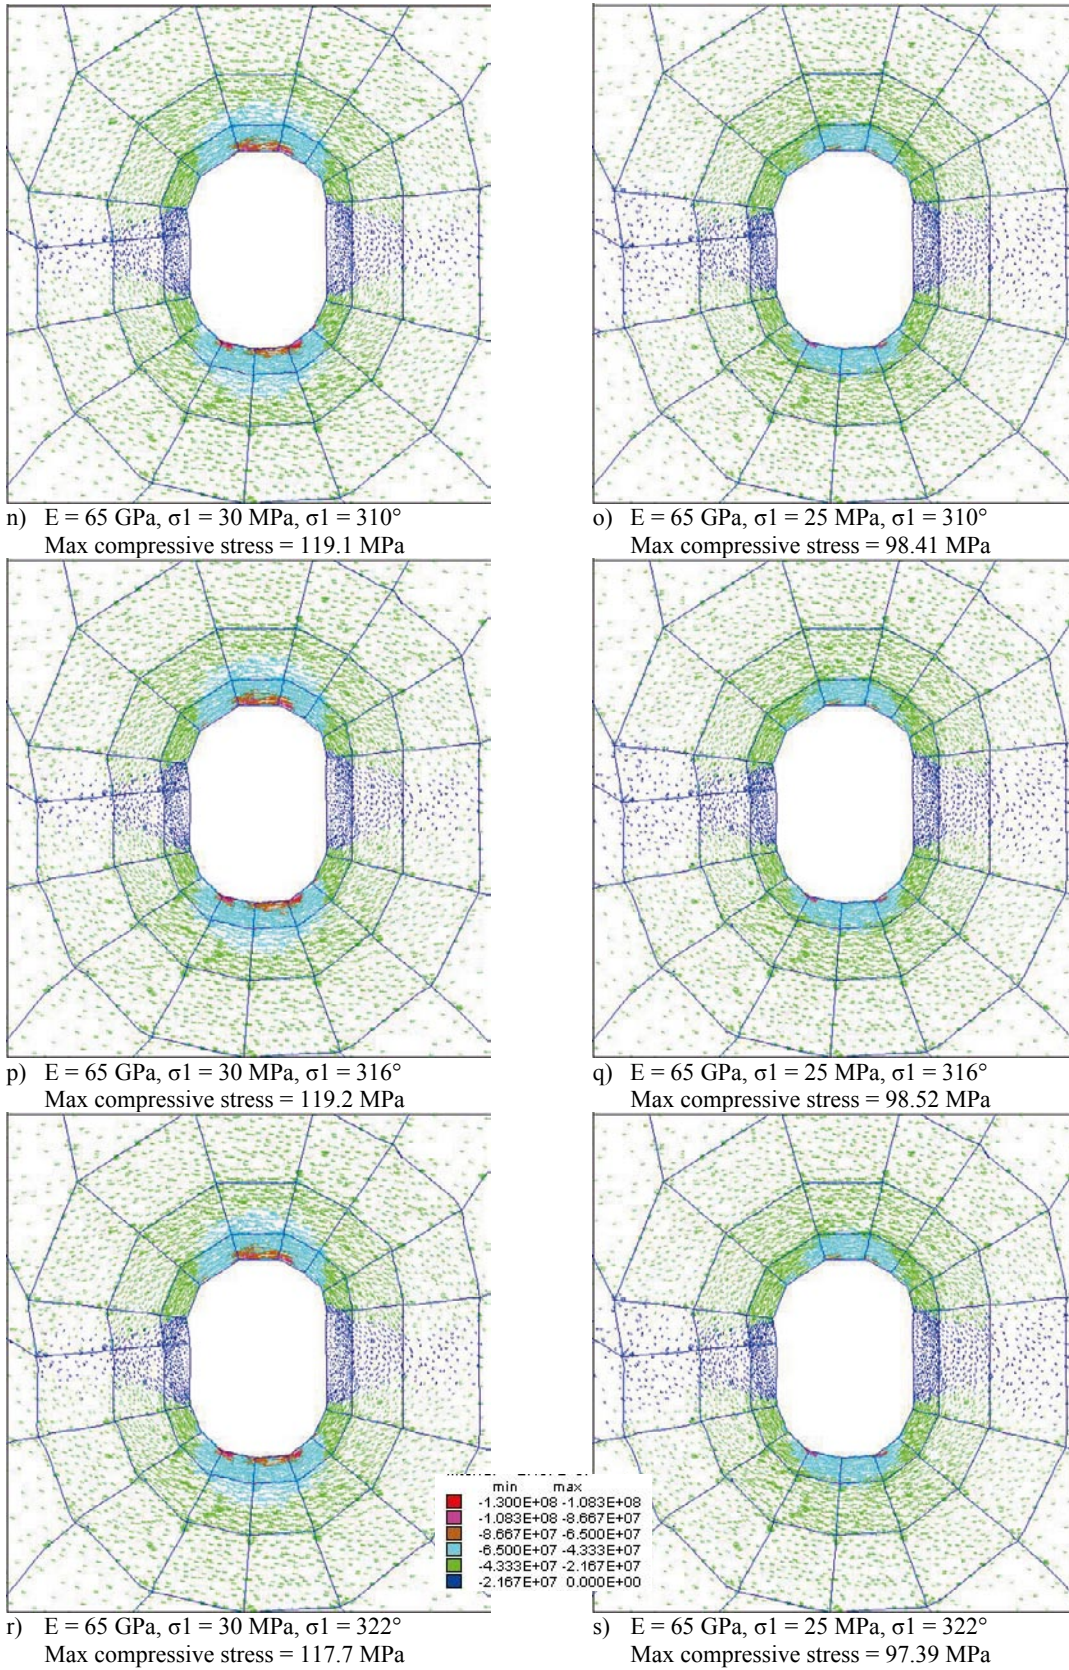 n) E = 65 GPa, σ1 = 30 MPa, σ1 = 310°
Max compressive stress = 119.1 MPa
o) E = 65 GPa, σ1 = 25 MPa, σ1 = 310°
Max compressive stress = 98.41 MPa
p) E = 65 GPa, σ1 = 30 MPa, σ1 = 316°
Max compressive stress = 119.2 MPa
q) E = 65 GPa, σ1 = 25 MPa, σ1 = 316°
Max compressive stress = 98.52 MPa
min max
-1.300E+08 -1.083E+08
-1.083E+08 -8.667E+07
-8.667E+07 -6.500E+07
-6.500E+07 -4.333E+07
-4.333E+07 -2.167E+07
-2.167E+07 0.000E+00
r) E = 65 GPa, σ1 = 30 MPa, σ1 = 322°
Max compressive stress = 117.7 MPa
s) E = 65 GPa, σ1 = 25 MPa, σ1 = 322°
Max compressive stress = 97.39 MPa